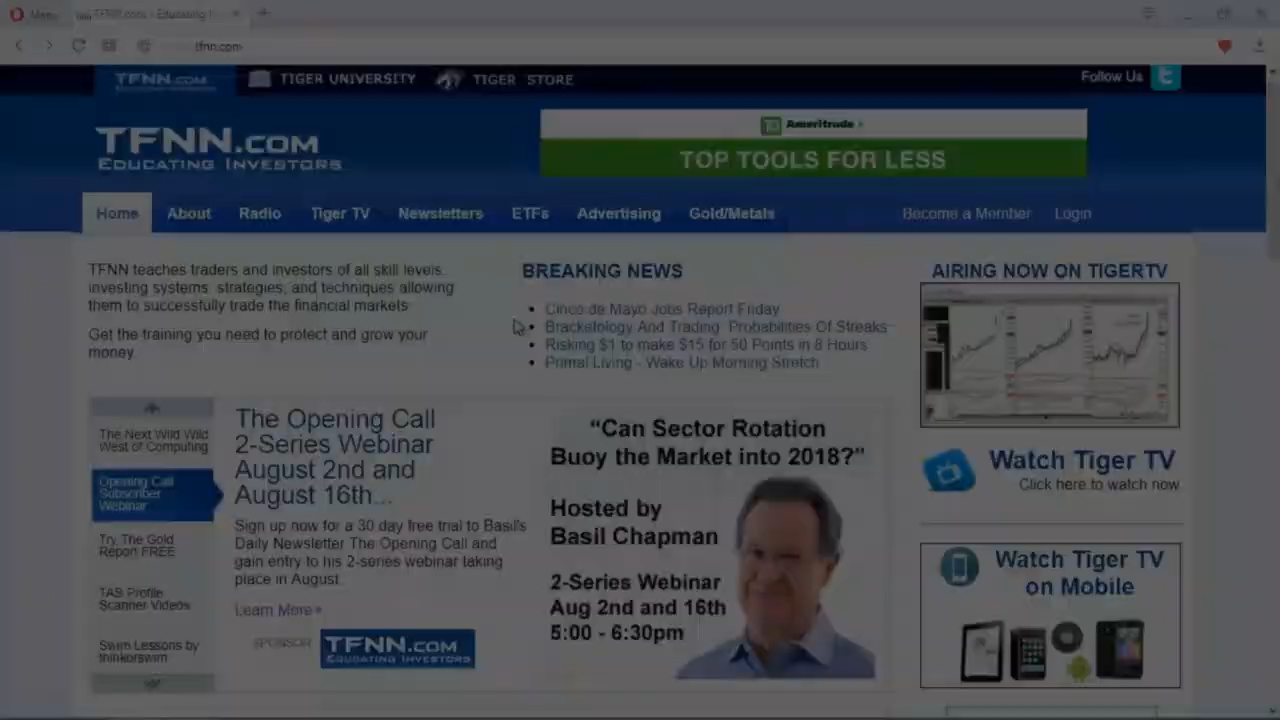 Menu
TFNN.com - Educating I
tfnn.com
TFNN.COM
TIGER UNIVERSITY
TIGER STORE
Follow Us
TFNN.COM
EDUCATING INVESTORS
Ameritrade
TOP TOOLS FOR LESS
Home
About
Radio
Tiger TV
Newsletters
ETFs
Advertising
Gold/Metals
Become a Member
Login
TFNN teaches traders and investors of all skill levels
investing systems, strategies, and techniques allowing
them to successfully trade the financial markets
Get the training you need to protect and grow your
money.
BREAKING NEWS
Cinco de Mayo Jobs Report Friday
Bracketology And Trading: Probabilities Of Streaks
Risking $1 to make $15 for 50 Points in 8 Hours
Primal Living - Wake Up Morning Stretch
AIRING NOW ON TIGERTV
Watch Tiger TV
Click here to watch now
Watch Tiger TV
on Mobile
The Next Wild Wild
West of Computing
Opening Call
Subscriber
Webinar
Try The Gold
Report FREE
TAS Profile
Scanner Videos
Swim Lessons by
thinkorswim
The Opening Call
2-Series Webinar
August 2nd and
August 16th...
Sign up now for a 30 day free trial to Basil's
Daily Newsletter The Opening Call and
gain entry to his 2-series webinar taking
place in August.
Learn More
SPONSOR
TFNN.COM
EDUCATING INVESTORS
“Can Sector Rotation
Buoy the Market into 2018?”
Hosted by
Basil Chapman
2-Series Webinar
Aug 2nd and 16th
5:00 - 6:30pm